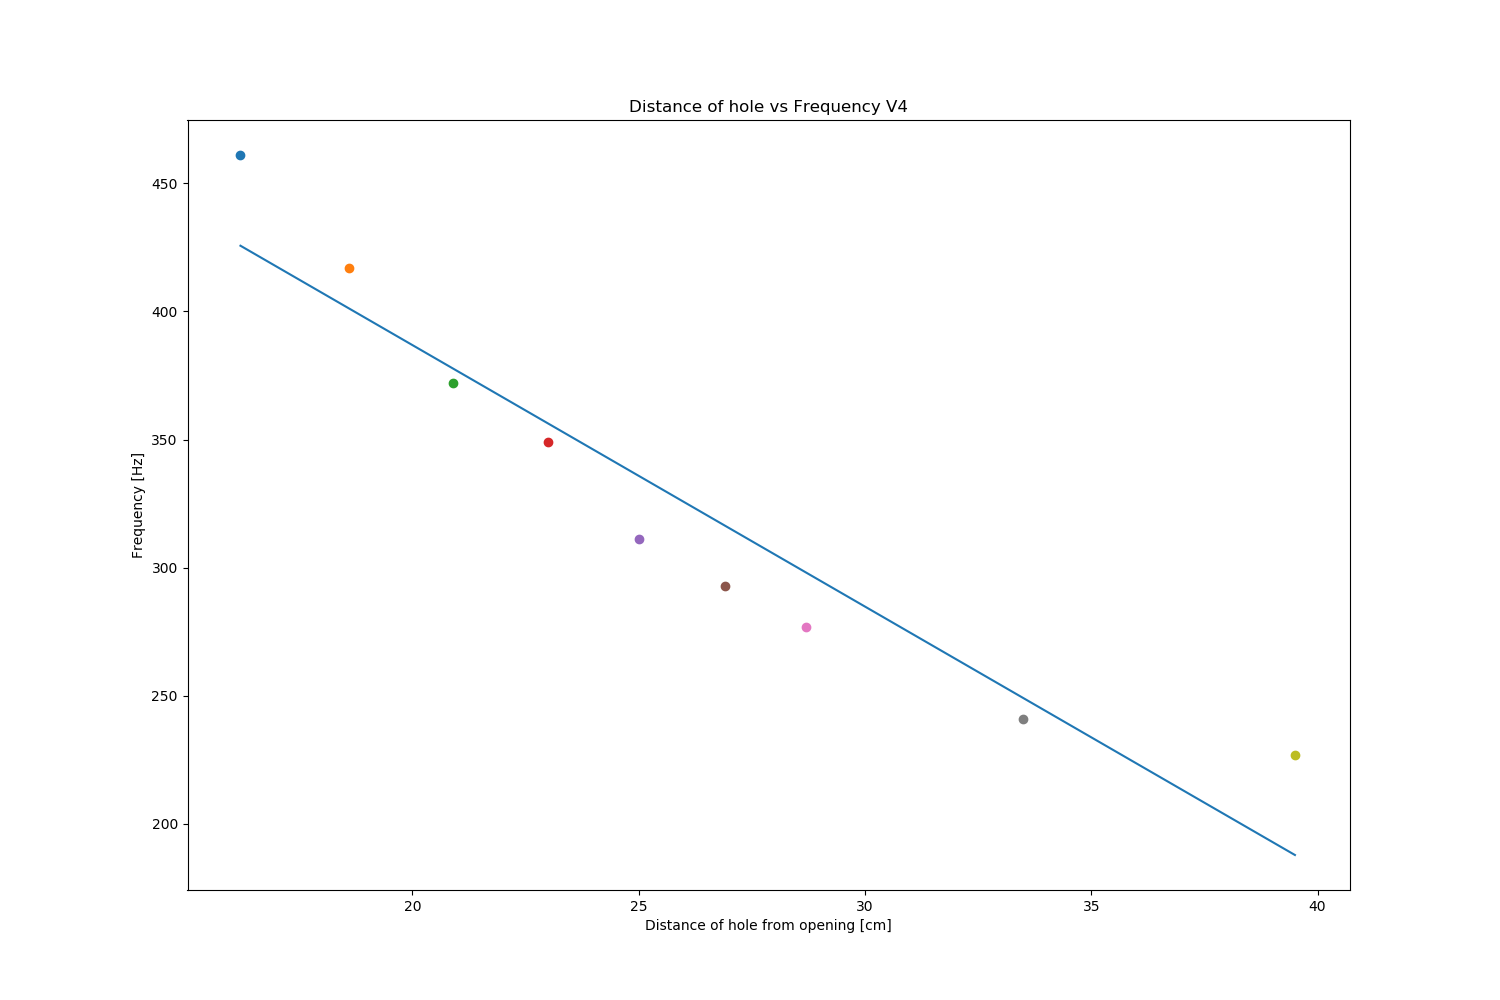 Distance of hole vs Frequency V4
450
400
350
300
250
200
Frequency [Hz]
20 25 30 35 40
Distance of hole from opening [cm]